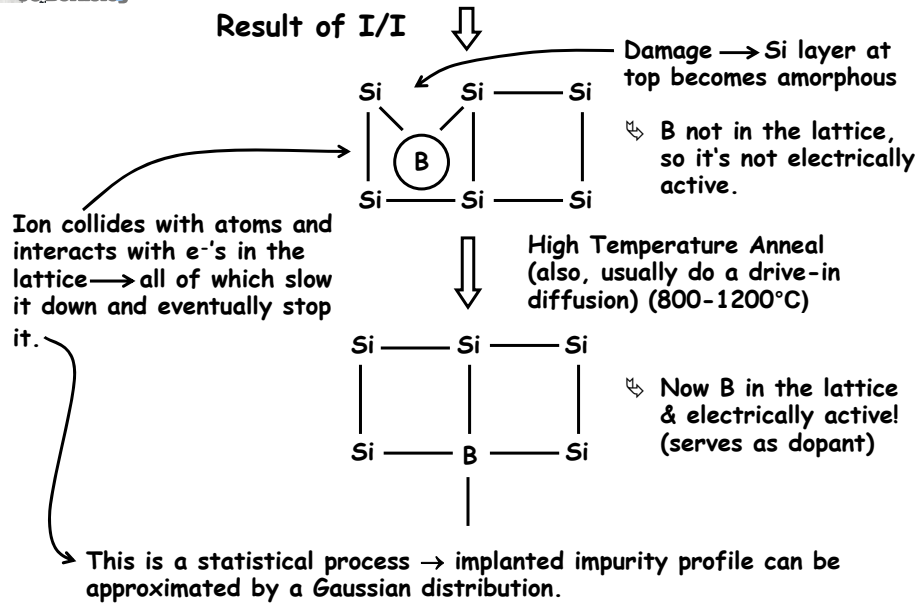 Result of I/I
Damage → Si layer at
top becomes amorphous
Si Si Si
B
Si Si Si
↳ B not in the lattice,
so it's not electrically
active.
Ion collides with atoms and
interacts with e-'s in the
lattice → all of which slow
it down and eventually stop
it.
High Temperature Anneal
(also, usually do a drive-in
diffusion) (800-1200°C)
Si Si Si
Si B Si
↳ Now B in the lattice
& electrically active!
(serves as dopant)
This is a statistical process → implanted impurity profile can be
approximated by a Gaussian distribution.